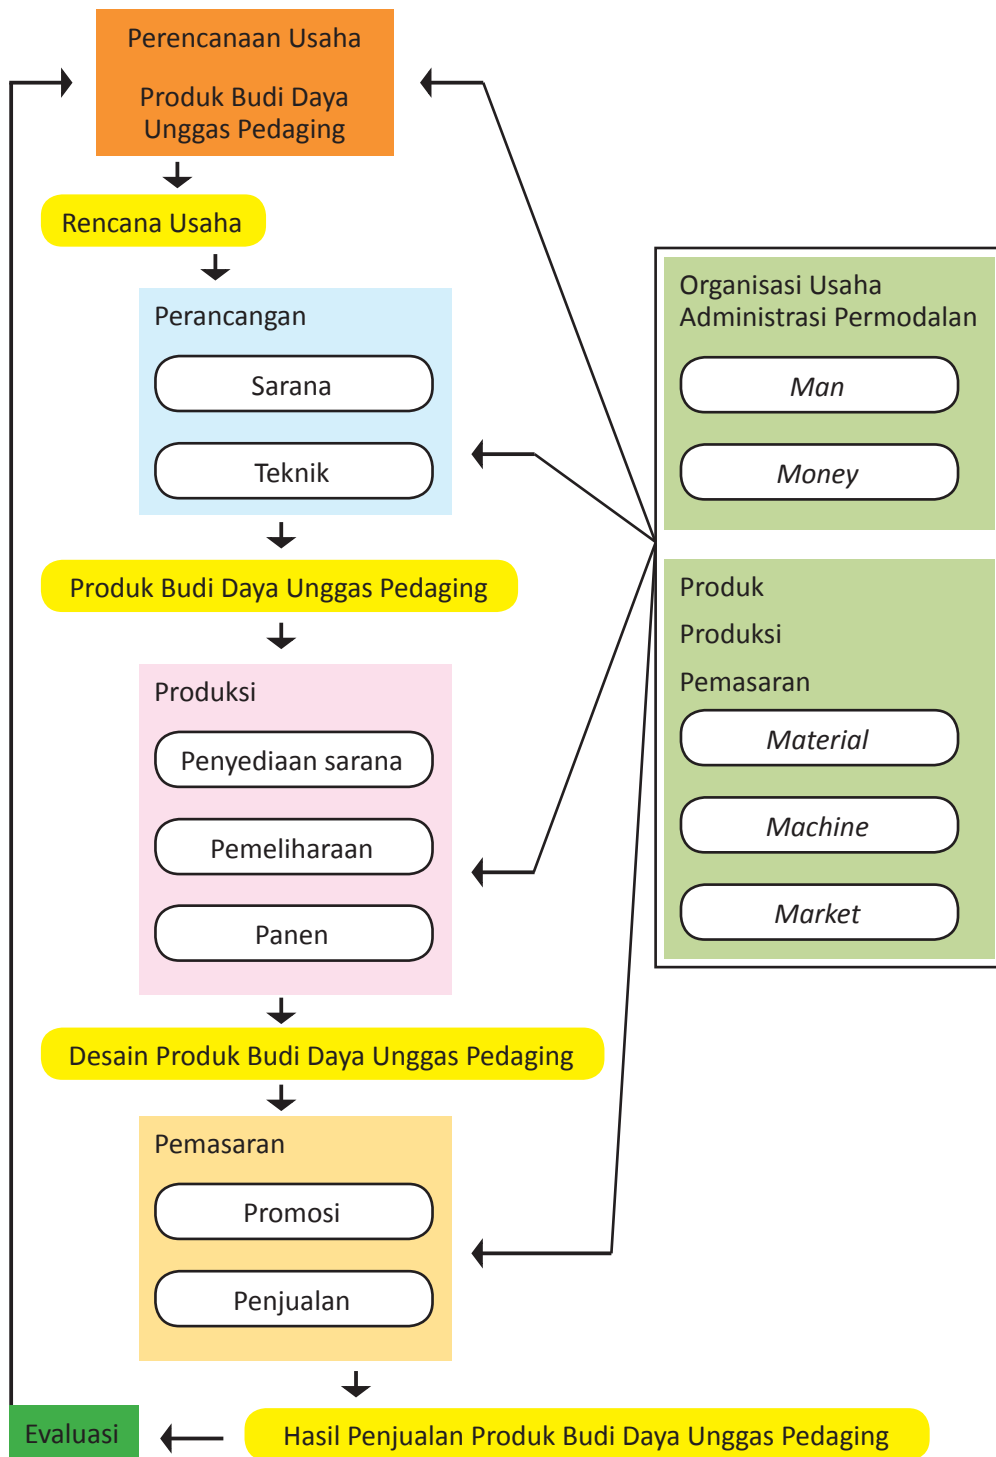 Perencanaan Usaha
Produk Budi Daya
Unggas Pedaging
Rencana Usaha
Perancangan
Sarana
Teknik
Produk Budi Daya Unggas Pedaging
Produksi
Penyediaan sarana
Pemeliharaan
Panen
Desain Produk Budi Daya Unggas Pedaging
Pemasaran
Promosi
Penjualan
Hasil Penjualan Produk Budi Daya Unggas Pedaging
Evaluasi
Organisasi Usaha
Administrasi Permodalan
Man
Money
Produk
Produksi
Pemasaran
Material
Machine
Market